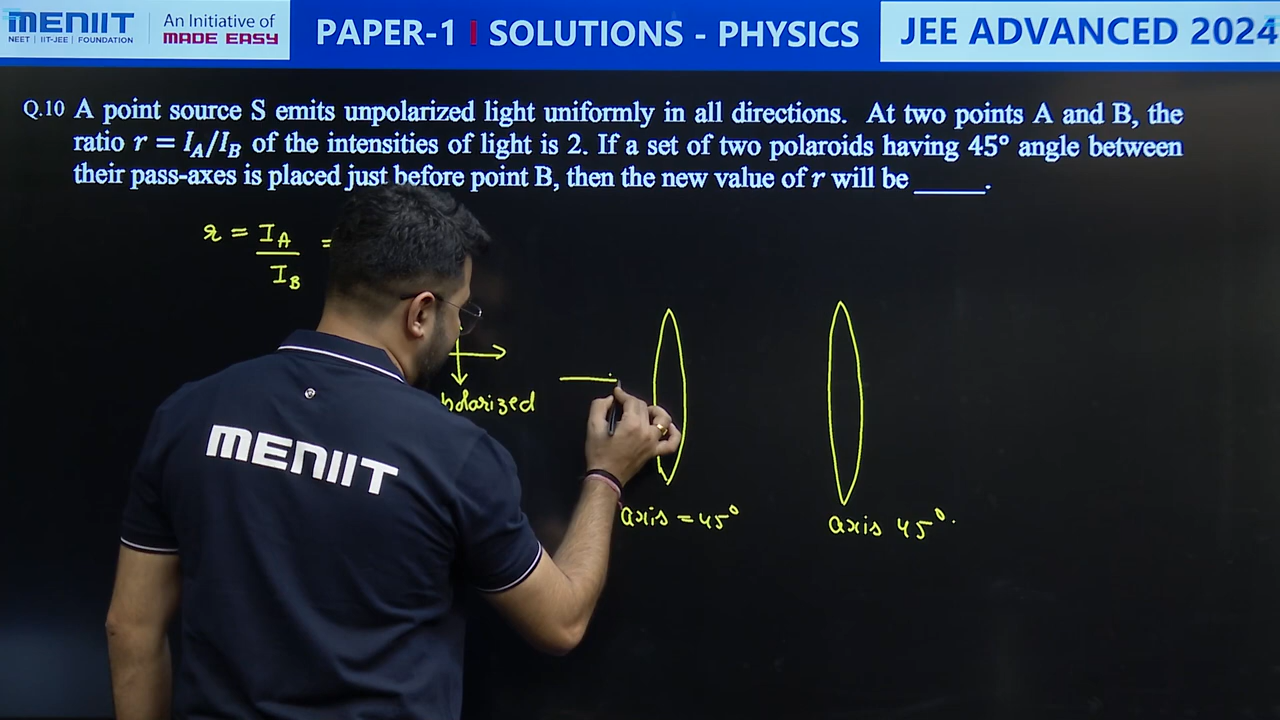 MENIIT
NEET | IIT-JEE | FOUNDATION
An Initiative of
MADE EASY
PAPER-1 | SOLUTIONS - PHYSICS
JEE ADVANCED 2024
Q.10 A point source S emits unpolarized light uniformly in all directions. At two points A and B, the
ratio r = I_A/I_B of the intensities of light is 2. If a set of two polaroids having 45° angle between
their pass-axes is placed just before point B, then the new value of r will be _____.
r = I_A / I_B =
olarized
MENIIT
axis = 45°
axis 45°.